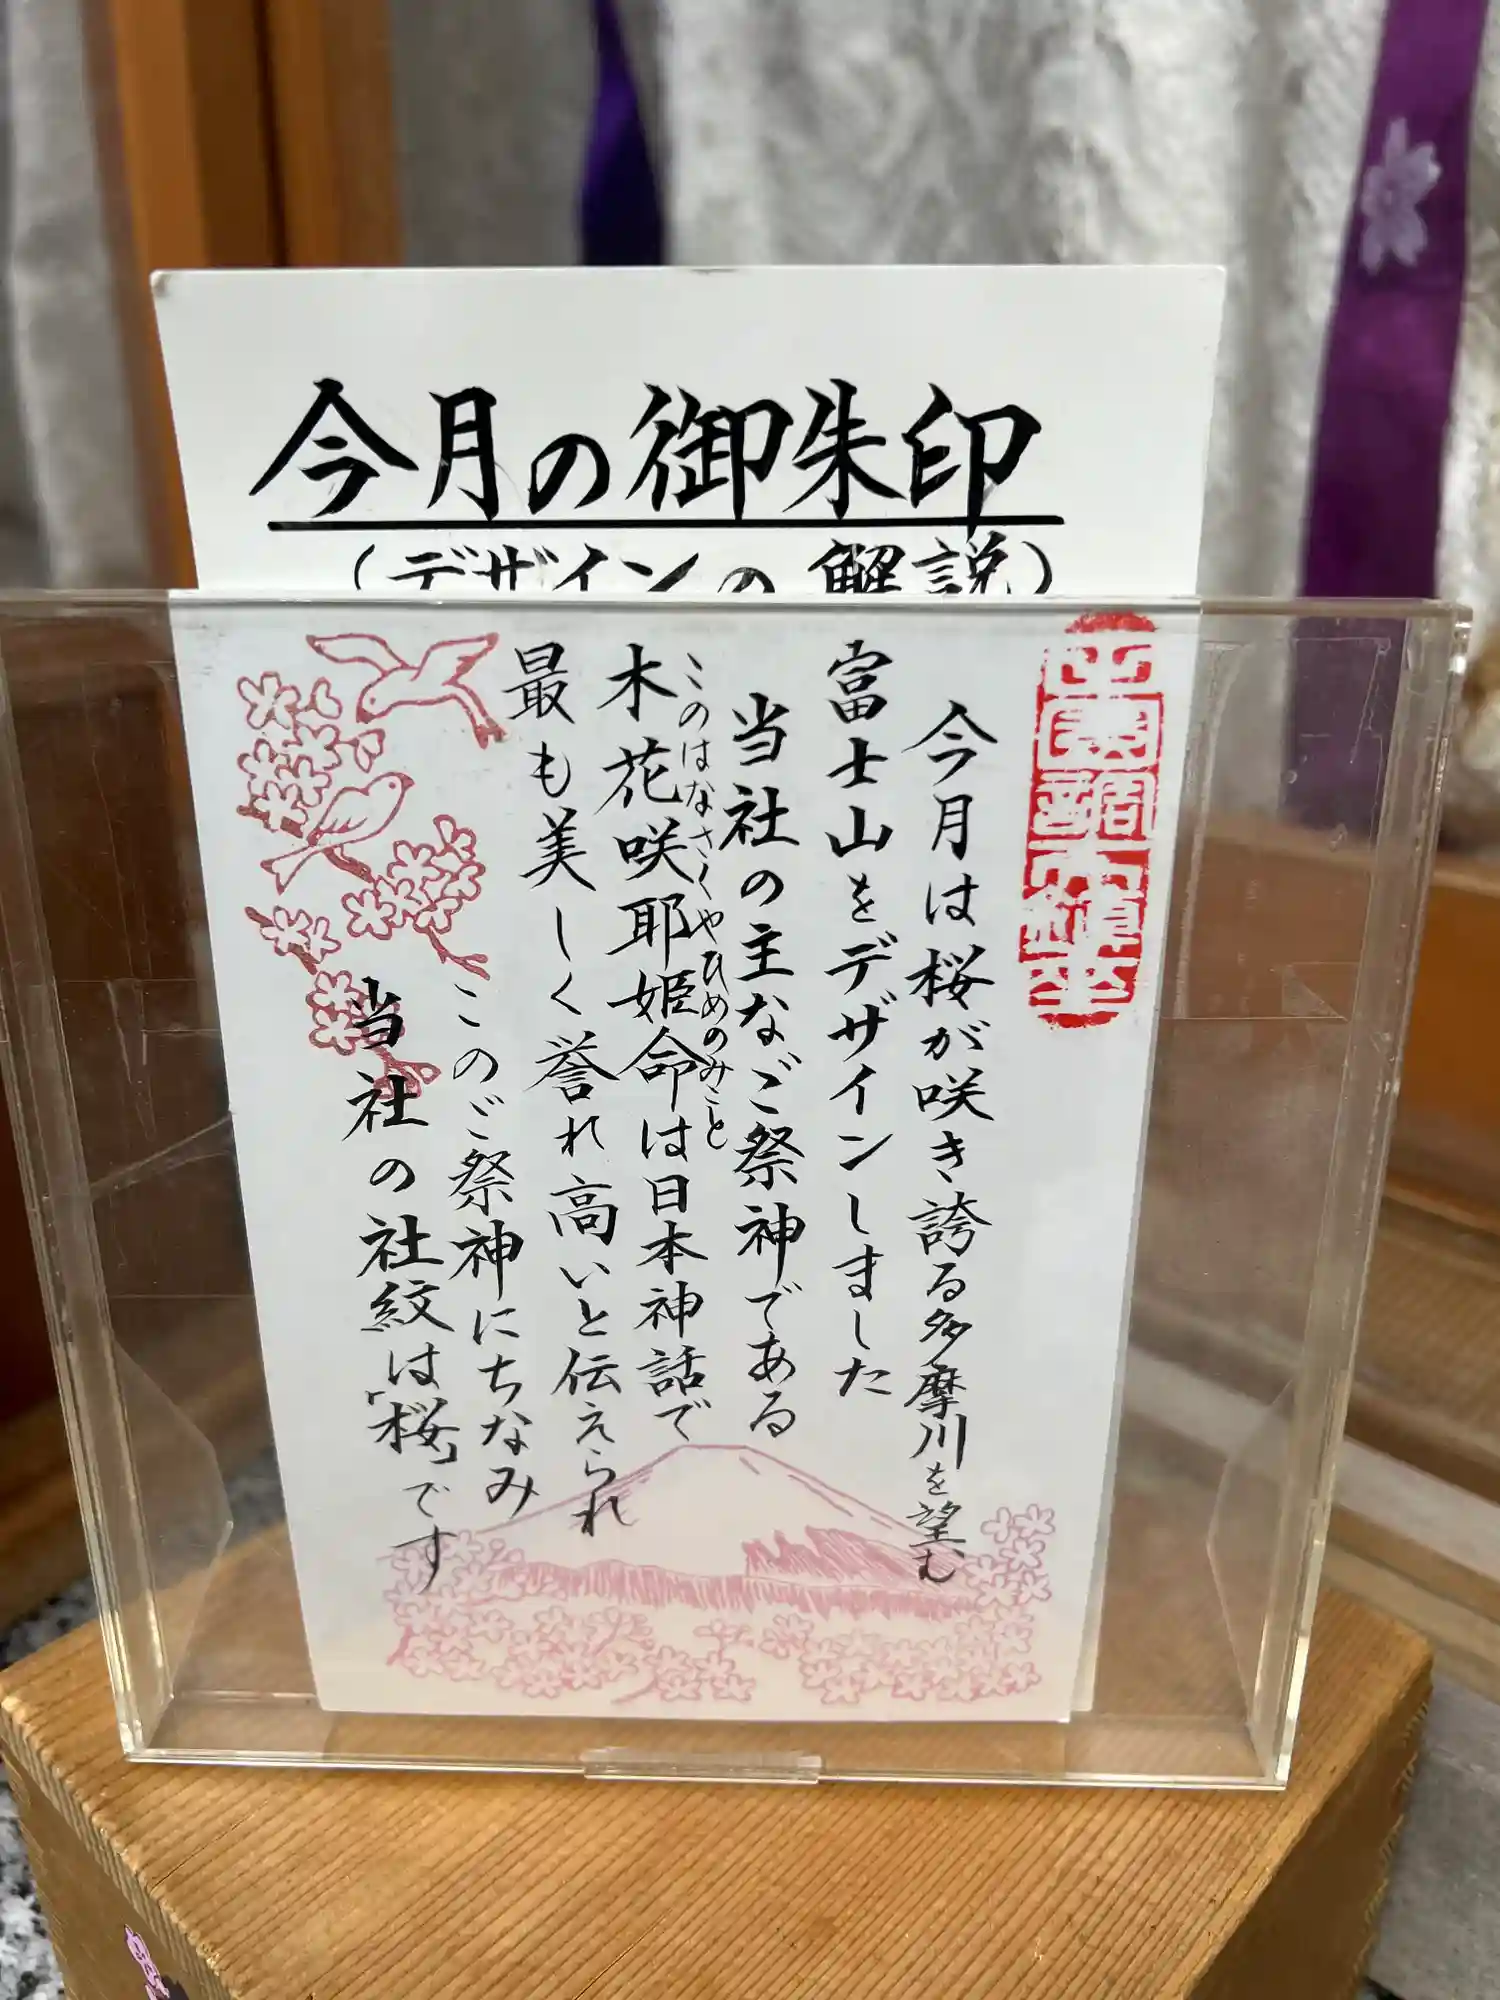 今月の御朱印
（デザインの解説）
今月は桜が咲き誇る多摩川を望む
富士山をデザインしました
当社の主なご祭神である
このはなさくやひめのみこと
木花咲耶姫命は日本神話で
最も美しく誉れ高いと伝えられ
このご祭神にちなみ
当社の社紋は「桜」です